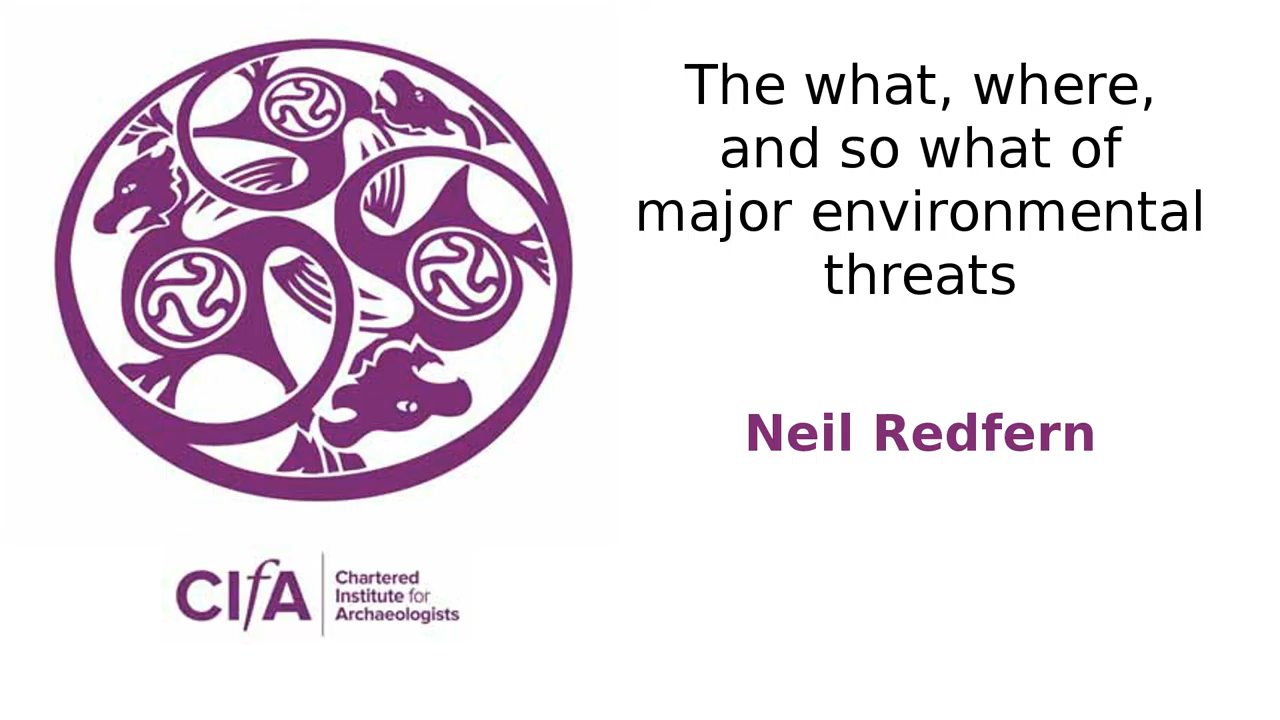 The what, where,
and so what of
major environmental
threats
Neil Redfern
CIfA
Chartered
Institute for
Archaeologists